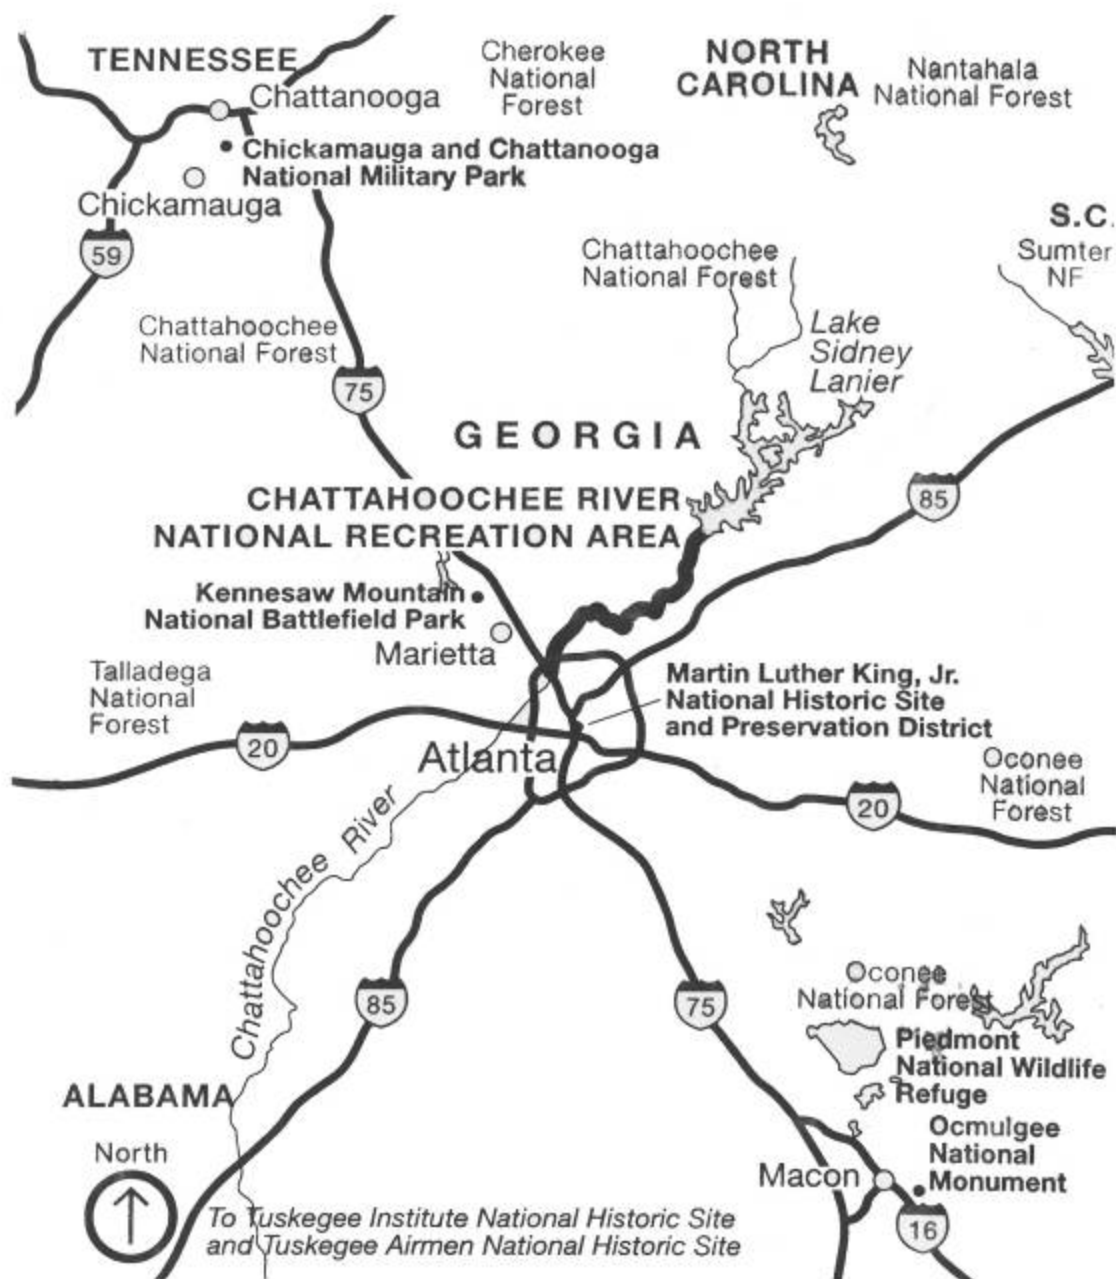 TENNESSEE
Cherokee
National
Forest
NORTH
CAROLINA
Nantahala
National Forest
Chattanooga
Chickamauga and Chattanooga
National Military Park
Chickamauga
59
S.C.
Sumter
NF
Chattahoochee
National Forest
Chattahoochee
National Forest
Lake
Sidney
Lanier
75
GEORGIA
85
CHATTAHOOCHEE RIVER
NATIONAL RECREATION AREA
Kennesaw Mountain
National Battlefield Park
Marietta
Talladega
National
Forest
Martin Luther King, Jr.
National Historic Site
and Preservation District
20
Atlanta
Oconee
National
Forest
20
Chattahoochee River
85
75
Oconee
National Forest
Piedmont
National Wildlife
Refuge
ALABAMA
Ocmulgee
National
Monument
North
Macon
16
To Tuskegee Institute National Historic Site
and Tuskegee Airmen National Historic Site